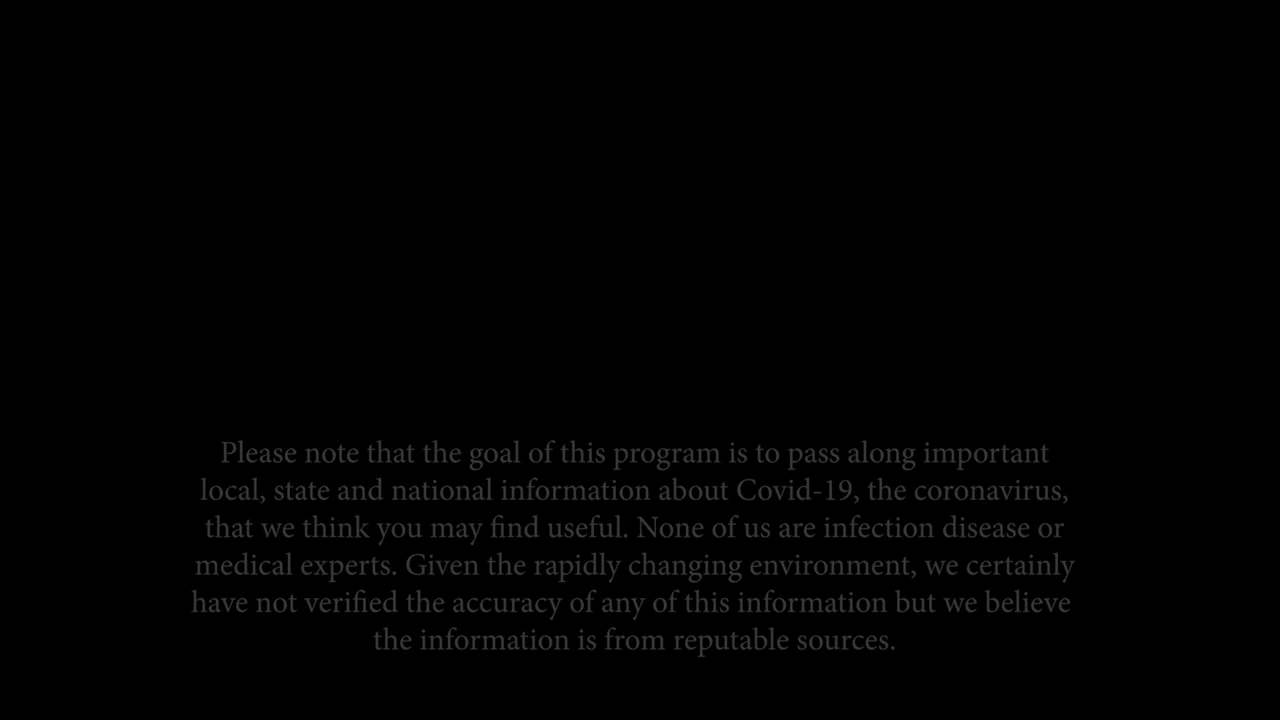 Please note that the goal of this program is to pass along important
local, state and national information about Covid-19, the coronavirus,
that we think you may find useful. None of us are infection disease or
medical experts. Given the rapidly changing environment, we certainly
have not verified the accuracy of any of this information but we believe
the information is from reputable sources.